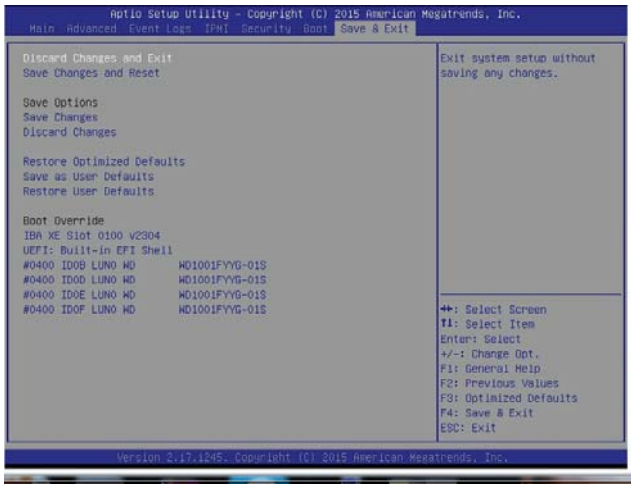 Aptio Setup Utility - Copyright (C) 2015 American Megatrends, Inc.
Main Advanced Event Logs IPMI Security Boot Save & Exit
Discard Changes and Exit
Save Changes and Reset
Save Options
Save Changes
Discard Changes
Restore Optimized Defaults
Save as User Defaults
Restore User Defaults
Boot Override
IBA XE Slot 0100 v2304
UEFI: Built-in EFI Shell
#0400 ID0B LUN0 WD WD1001FYYG-01S
#0400 ID0D LUN0 WD WD1001FYYG-01S
#0400 ID0E LUN0 WD WD1001FYYG-01S
#0400 ID0F LUN0 WD WD1001FYYG-01S
Exit system setup without
saving any changes.
↔: Select Screen
↑↓: Select Item
Enter: Select
+/-: Change Opt.
F1: General Help
F2: Previous Values
F3: Optimized Defaults
F4: Save & Exit
ESC: Exit
Version 2.17.1245. Copyright (C) 2015 American Megatrends, Inc.